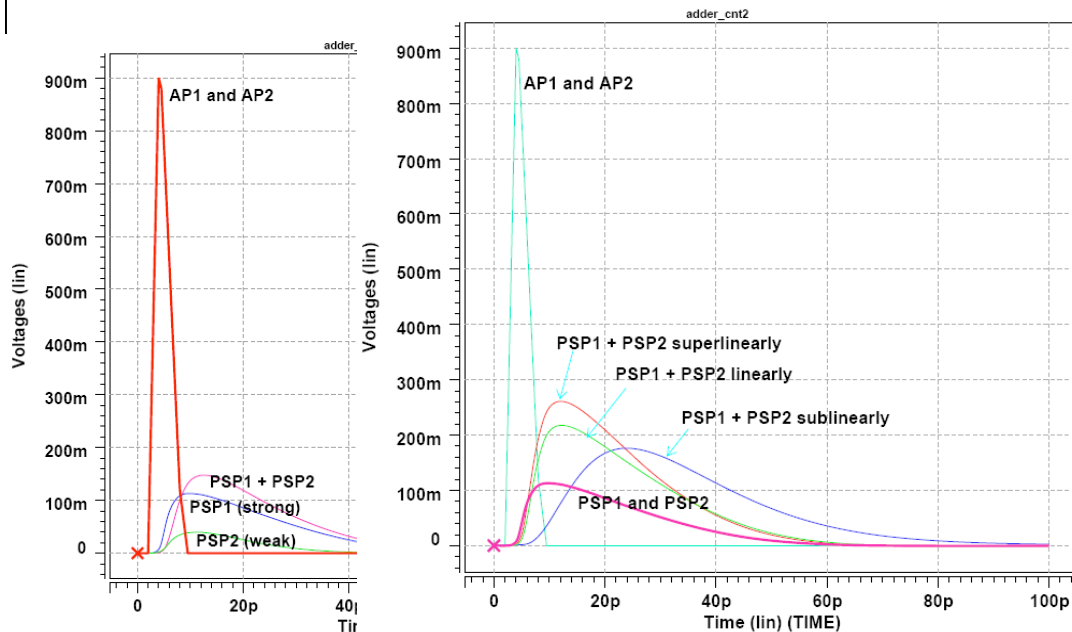 adder_
900m
800m
700m
600m
500m
400m
300m
200m
100m
0
Voltages (lin)
AP1 and AP2
PSP1 + PSP2
PSP1 (strong)
PSP2 (weak)
0
20p
40p
adder_cnt2
900m
800m
700m
600m
500m
400m
300m
200m
100m
0
Voltages (lin)
AP1 and AP2
PSP1 + PSP2 superlinearly
PSP1 + PSP2 linearly
PSP1 + PSP2 sublinearly
PSP1 and PSP2
0
20p
40p
60p
80p
100p
Time (lin) (TIME)